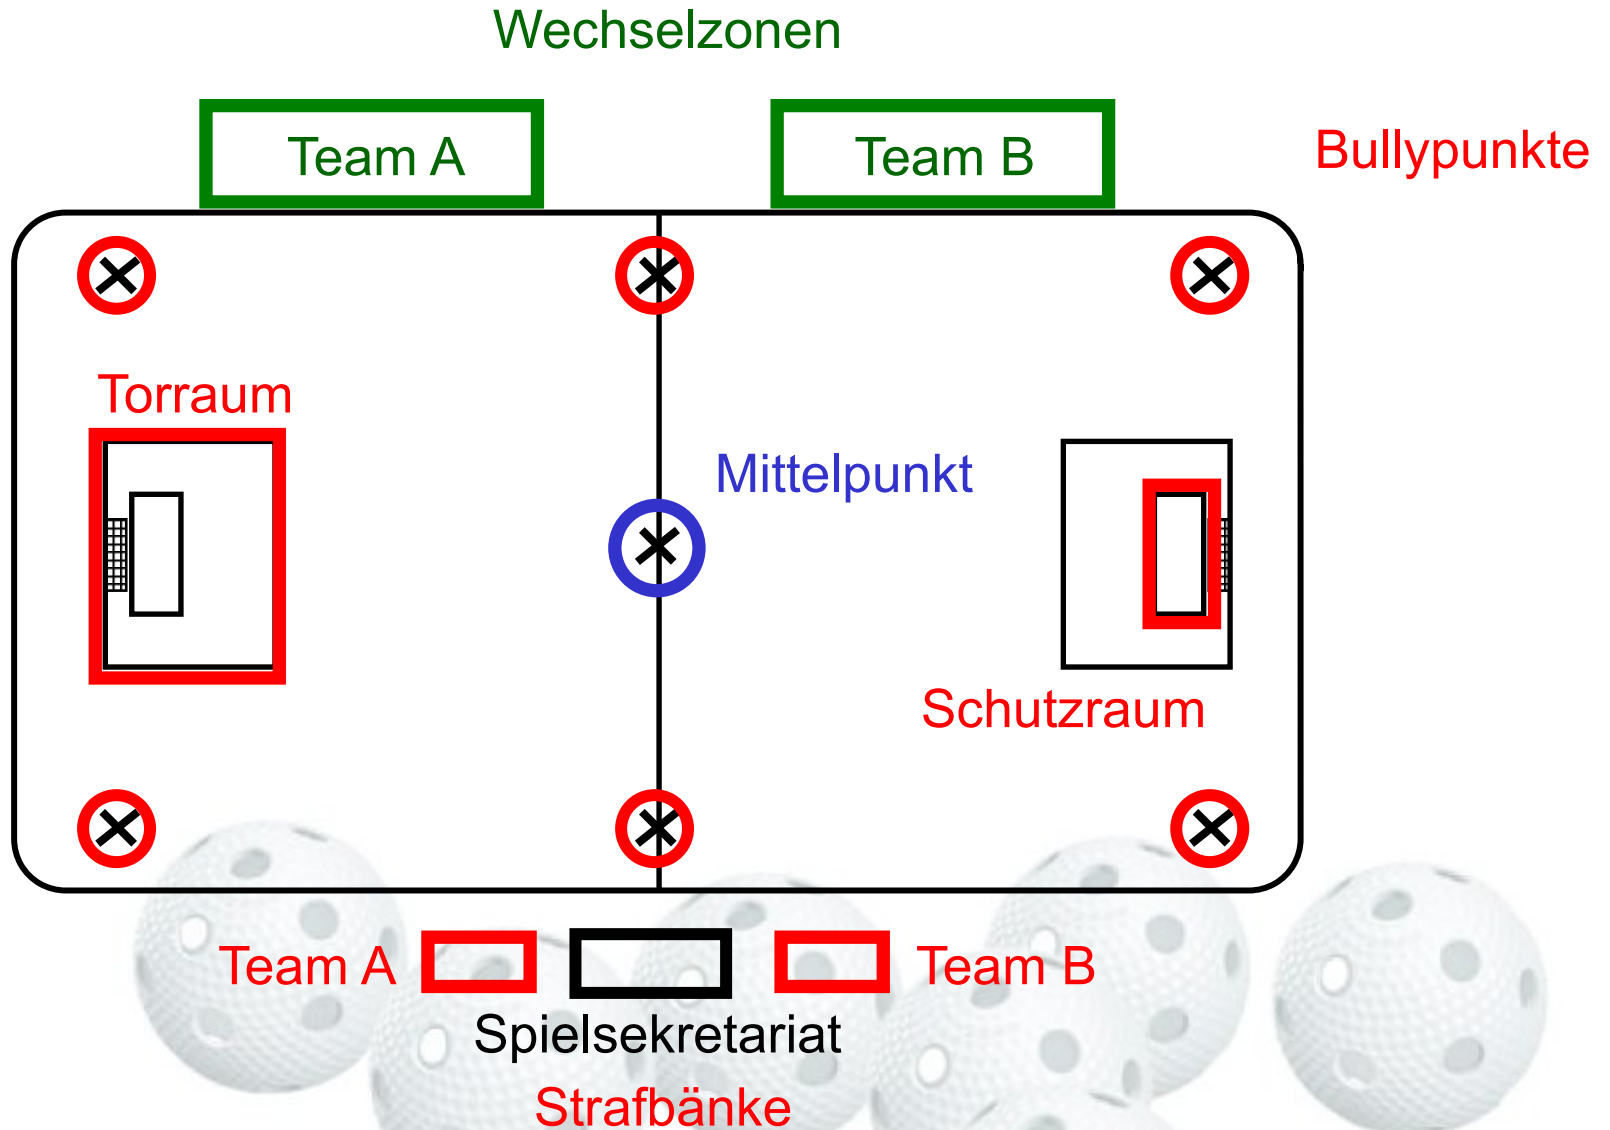 Wechselzonen
Team A
Team B
Bullypunkte
Torraum
Mittelpunkt
Schutzraum
Team A
Team B
Spielsekretariat
Strafbänke